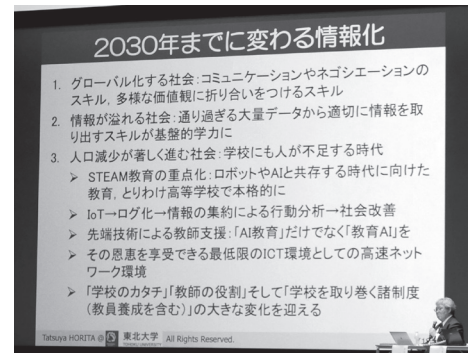 2030年までに変わる情報化
1. グローバル化する社会：コミュニケーションやネゴシエーションの
スキル，多様な価値観に折り合いをつけるスキル
2. 情報が溢れる社会：通り過ぎる大量データから適切に情報を取
り出すスキルが基盤的学力に
3. 人口減少が著しく進む社会：学校にも人が不足する時代
➢ STEAM教育の重点化：ロボットやAIと共存する時代に向けた
教育，とりわけ高等学校で本格的に
➢ IoT→ログ化→情報の集約による行動分析→社会改善
➢ 先端技術による教師支援：「AI教育」だけでなく「教育AI」を
➢ その恩恵を享受できる最低限のICT環境としての高速ネット
ワーク環境
➢ 「学校のカタチ」「教師の役割」そして「学校を取り巻く諸制度
（教員養成を含む）」の大きな変化を迎える
Tatsuya HORITA @ 東北大学 All Rights Reserved.